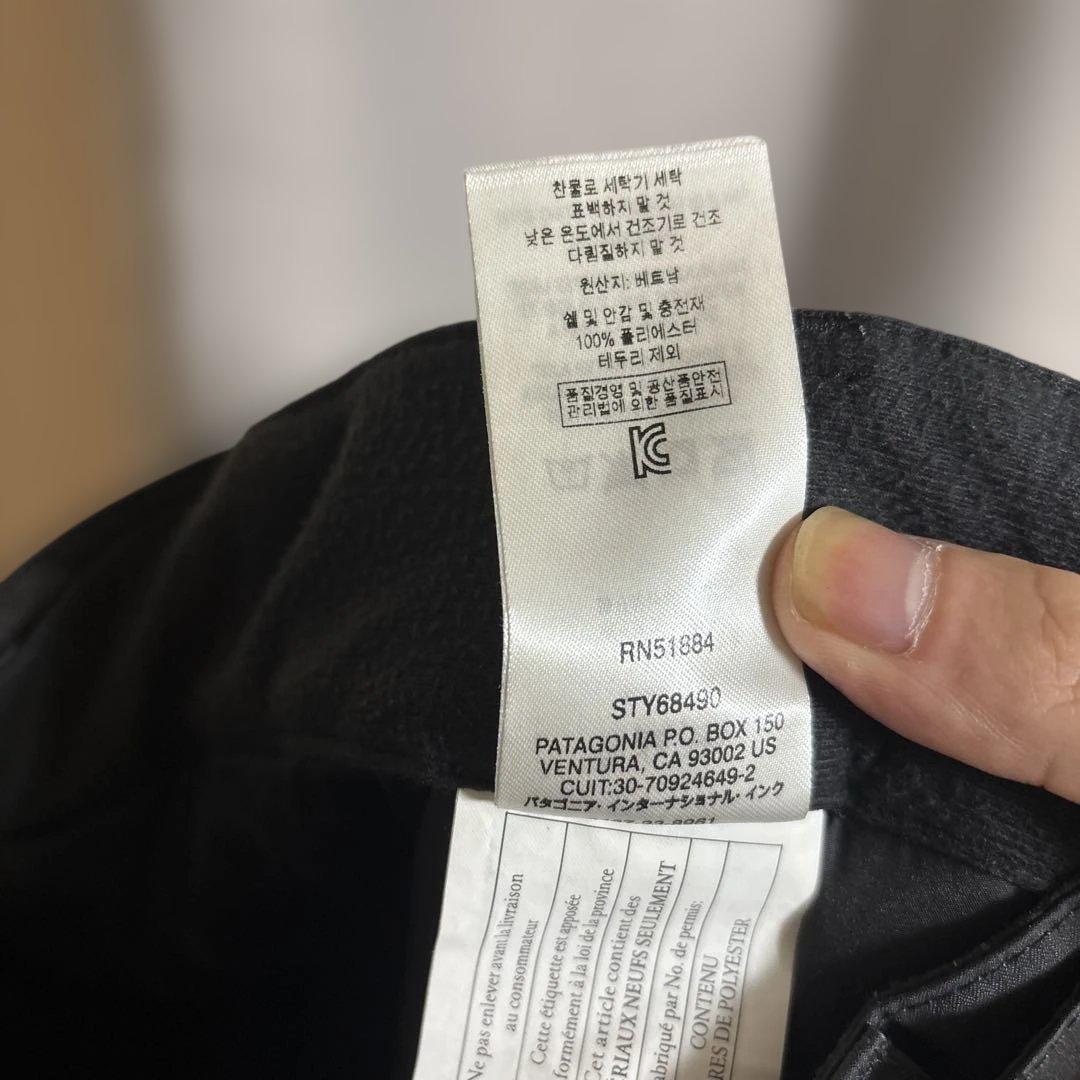 찬물로 세탁기 세탁
표백하지 말 것
낮은 온도에서 건조기로 건조
다림질하지 말 것
원산지: 베트남
쉘 및 안감 및 충전재
100% 폴리에스터
테두리 제외
품질경영 및 공산품안전
관리법에 의한 품질표시
RN51884
STY68490
PATAGONIA P.O. BOX 150
VENTURA, CA 93002 US
CUIT:30-70924649-2
パタゴニア・インターナショナル・インク
Ne pas enlever avant la livraison
au consommateur
Cette étiquette est apposée
formément à la loi de la province
Cet article contient des
ÉRIAUX NEUFS SEULEMENT
abriqué par No. de permis:
CONTENU
RES DE POLYESTER